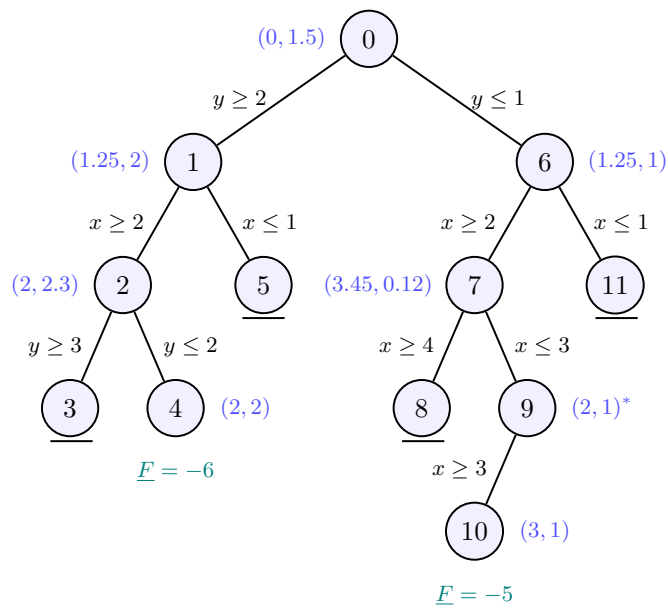 (0, 1.5) 0
y ≥ 2 y ≤ 1
(1.25, 2) 1 6 (1.25, 1)
x ≥ 2 x ≤ 1 x ≥ 2 x ≤ 1
(2, 2.3) 2 5 (3.45, 0.12) 7 11
y ≥ 3 y ≤ 2 x ≥ 4 x ≤ 3
3 4 (2, 2) 8 9 (2, 1)*
F = −6 x ≥ 3
10 (3, 1)
F = −5